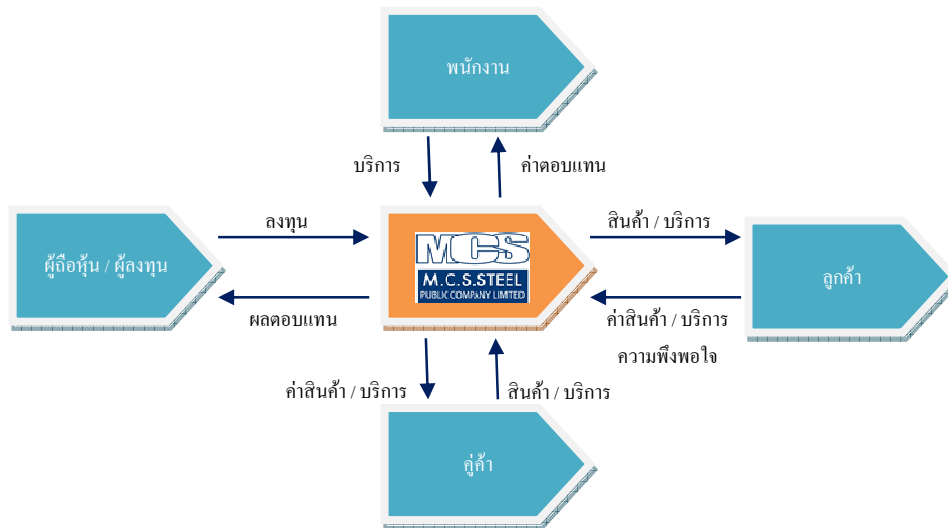 พนักงาน
บริการ
ค่าตอบแทน
ลงทุน
สินค้า / บริการ
MCS
M.C.S.STEEL
PUBLIC COMPANY LIMITED
ผู้ถือหุ้น / ผู้ลงทุน
ลูกค้า
ผลตอบแทน
ค่าสินค้า / บริการ
ความพึงพอใจ
ค่าสินค้า / บริการ
สินค้า / บริการ
คู่ค้า